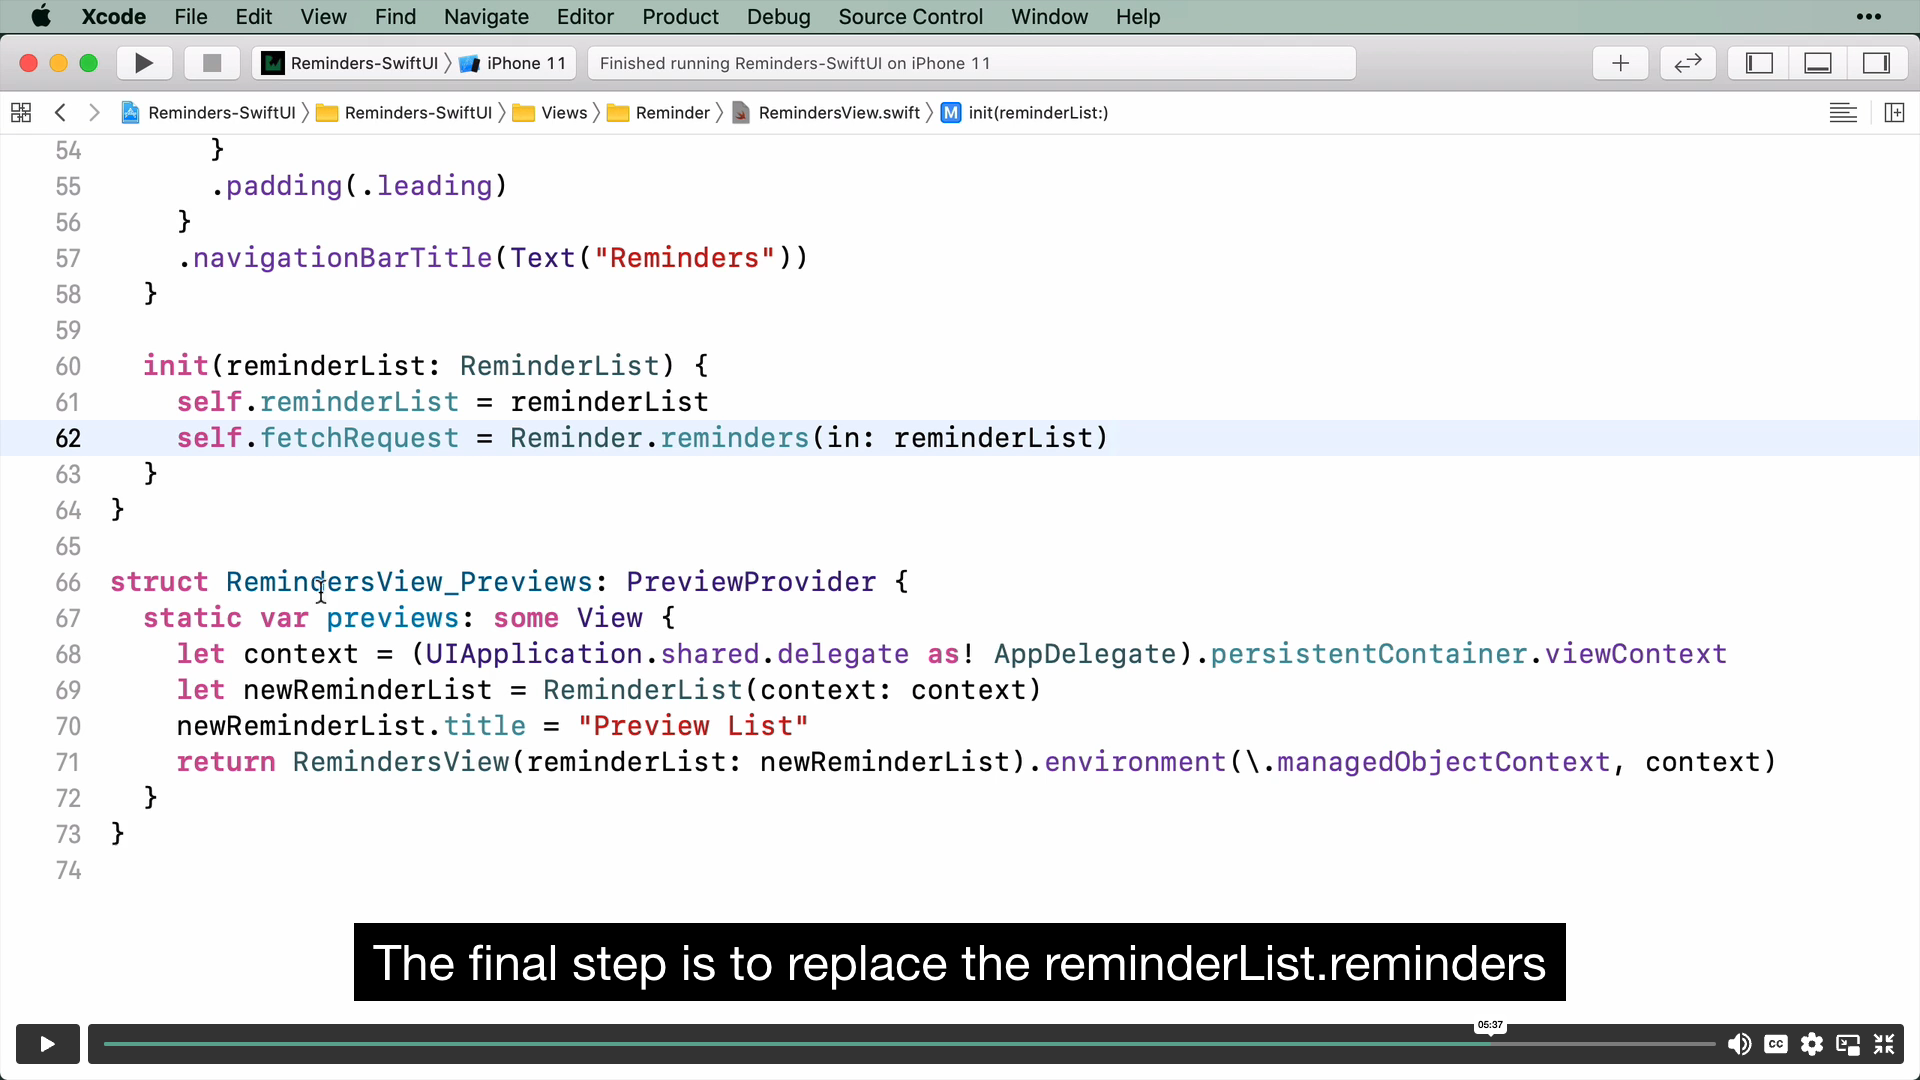 Xcode File Edit View Find Navigate Editor Product Debug Source Control Window Help •••
Reminders-SwiftUI 〉 iPhone 11 Finished running Reminders-SwiftUI on iPhone 11
Reminders-SwiftUI 〉 Reminders-SwiftUI 〉 Views 〉 Reminder 〉 RemindersView.swift 〉 M init(reminderList:)
54 }
55 .padding(.leading)
56 }
57 .navigationBarTitle(Text("Reminders"))
58 }
59
60 init(reminderList: ReminderList) {
61 self.reminderList = reminderList
62 self.fetchRequest = Reminder.reminders(in: reminderList)
63 }
64 }
65
66 struct RemindersView_Previews: PreviewProvider {
67 static var previews: some View {
68 let context = (UIApplication.shared.delegate as! AppDelegate).persistentContainer.viewContext
69 let newReminderList = ReminderList(context: context)
70 newReminderList.title = "Preview List"
71 return RemindersView(reminderList: newReminderList).environment(\.managedObjectContext, context)
72 }
73 }
74
The final step is to replace the reminderList.reminders
05:37
CC